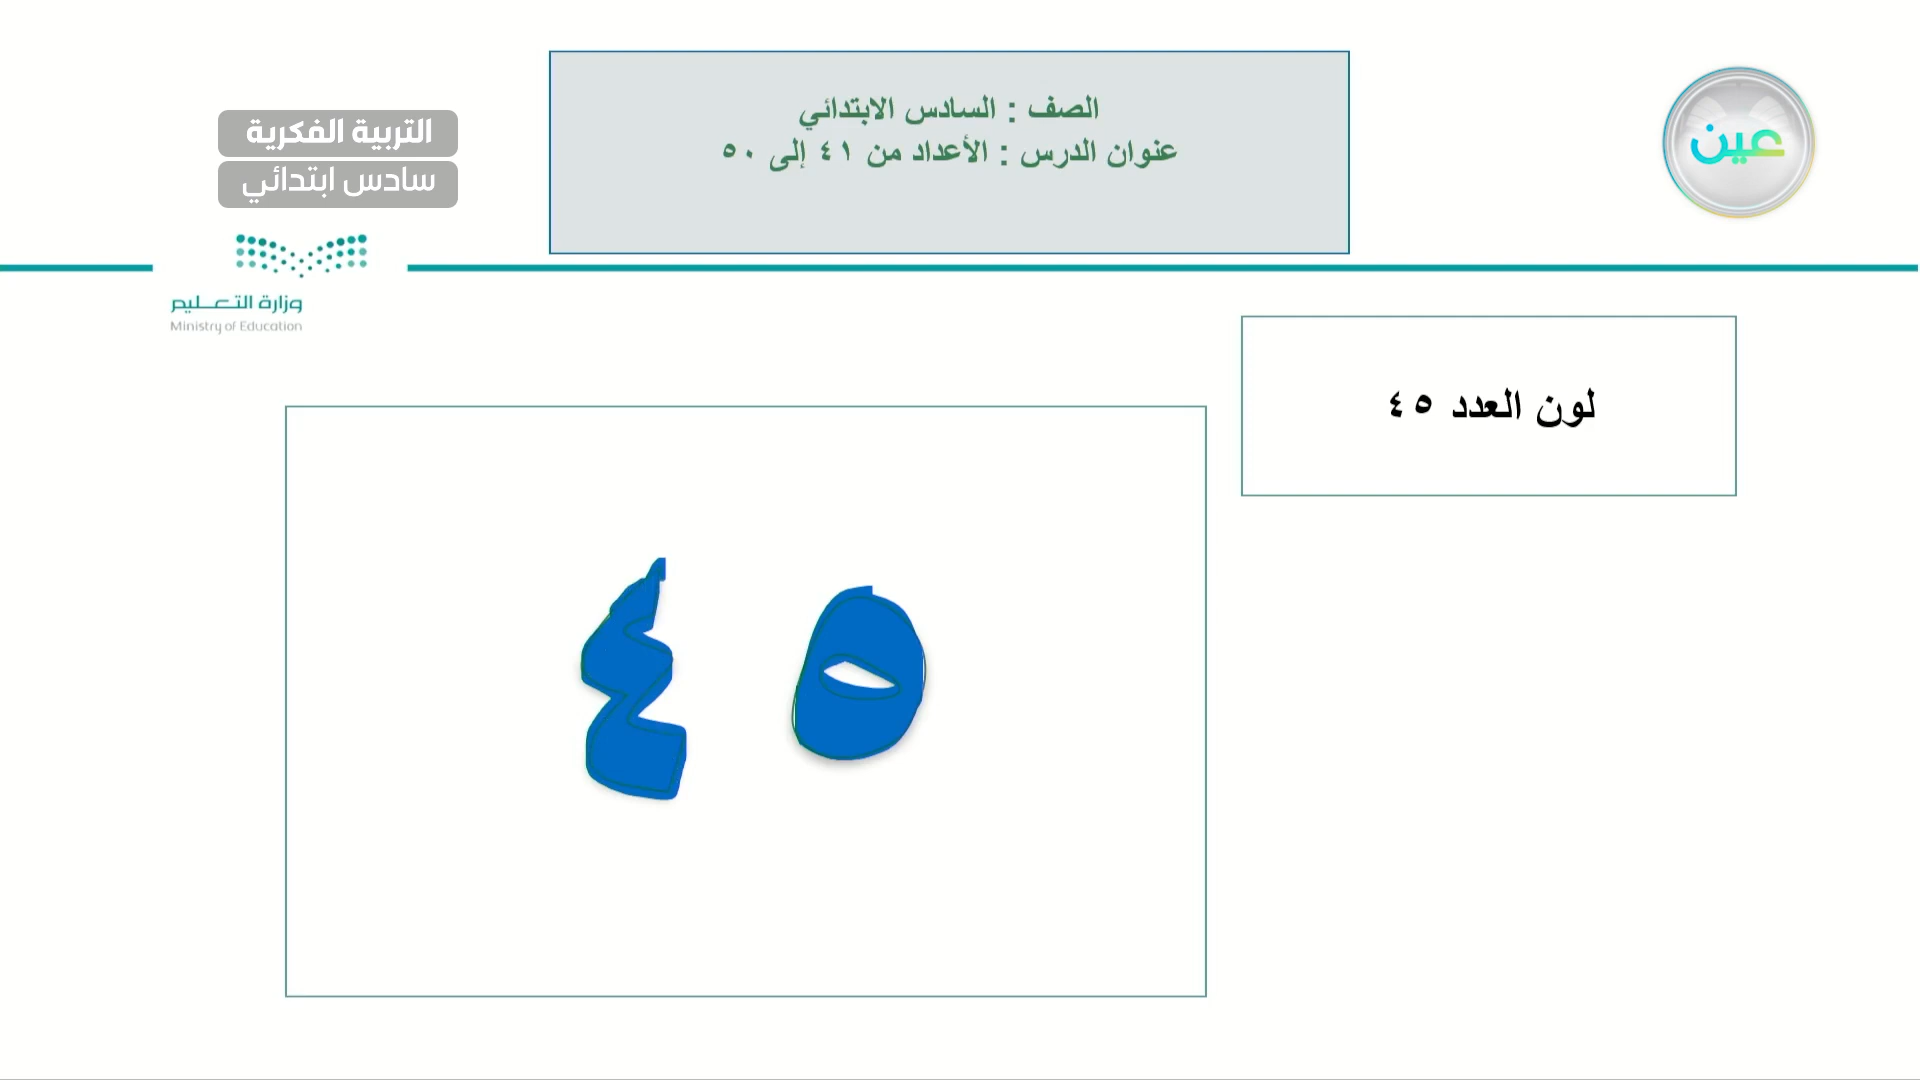 الصف : السادس الابتدائي
عنوان الدرس : الأعداد من ٤١ إلى ٥٠
عين
التربية الفكرية
سادس ابتدائي
وزارة التعليم
Ministry of Education
لون العدد ٤٥
٤٥